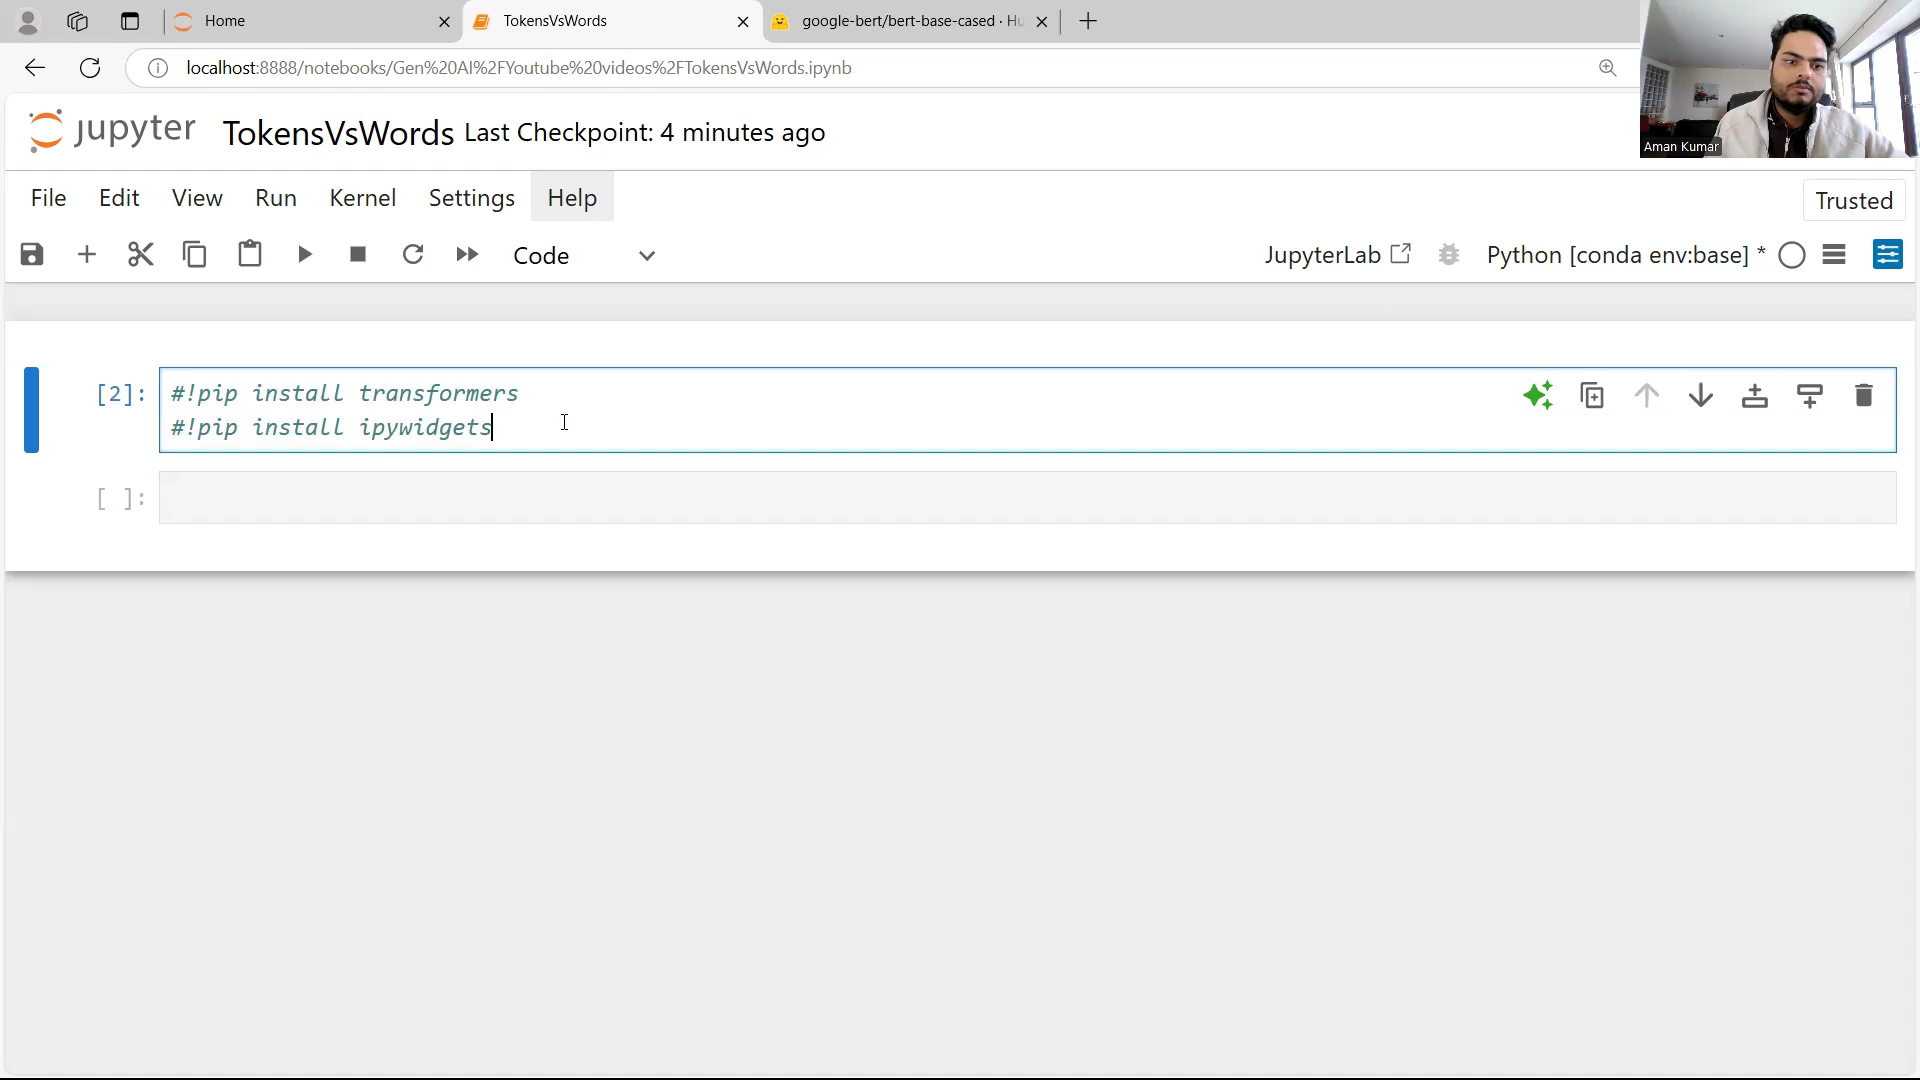 Home
TokensVsWords
google-bert/bert-base-cased · Hu
localhost:8888/notebooks/Gen%20AI%2FYoutube%20videos%2FTokensVsWords.ipynb
Aman Kumar
jupyter TokensVsWords Last Checkpoint: 4 minutes ago
File Edit View Run Kernel Settings Help
Trusted
Code
JupyterLab
Python [conda env:base] *
[2]: #!pip install transformers
#!pip install ipywidgets
[ ]: